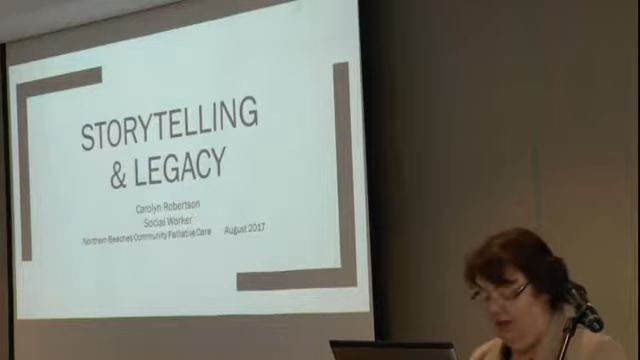 STORYTELLING
& LEGACY
Carolyn Robertson
Social Worker
Northern Beaches Community Palliative Care August 2017